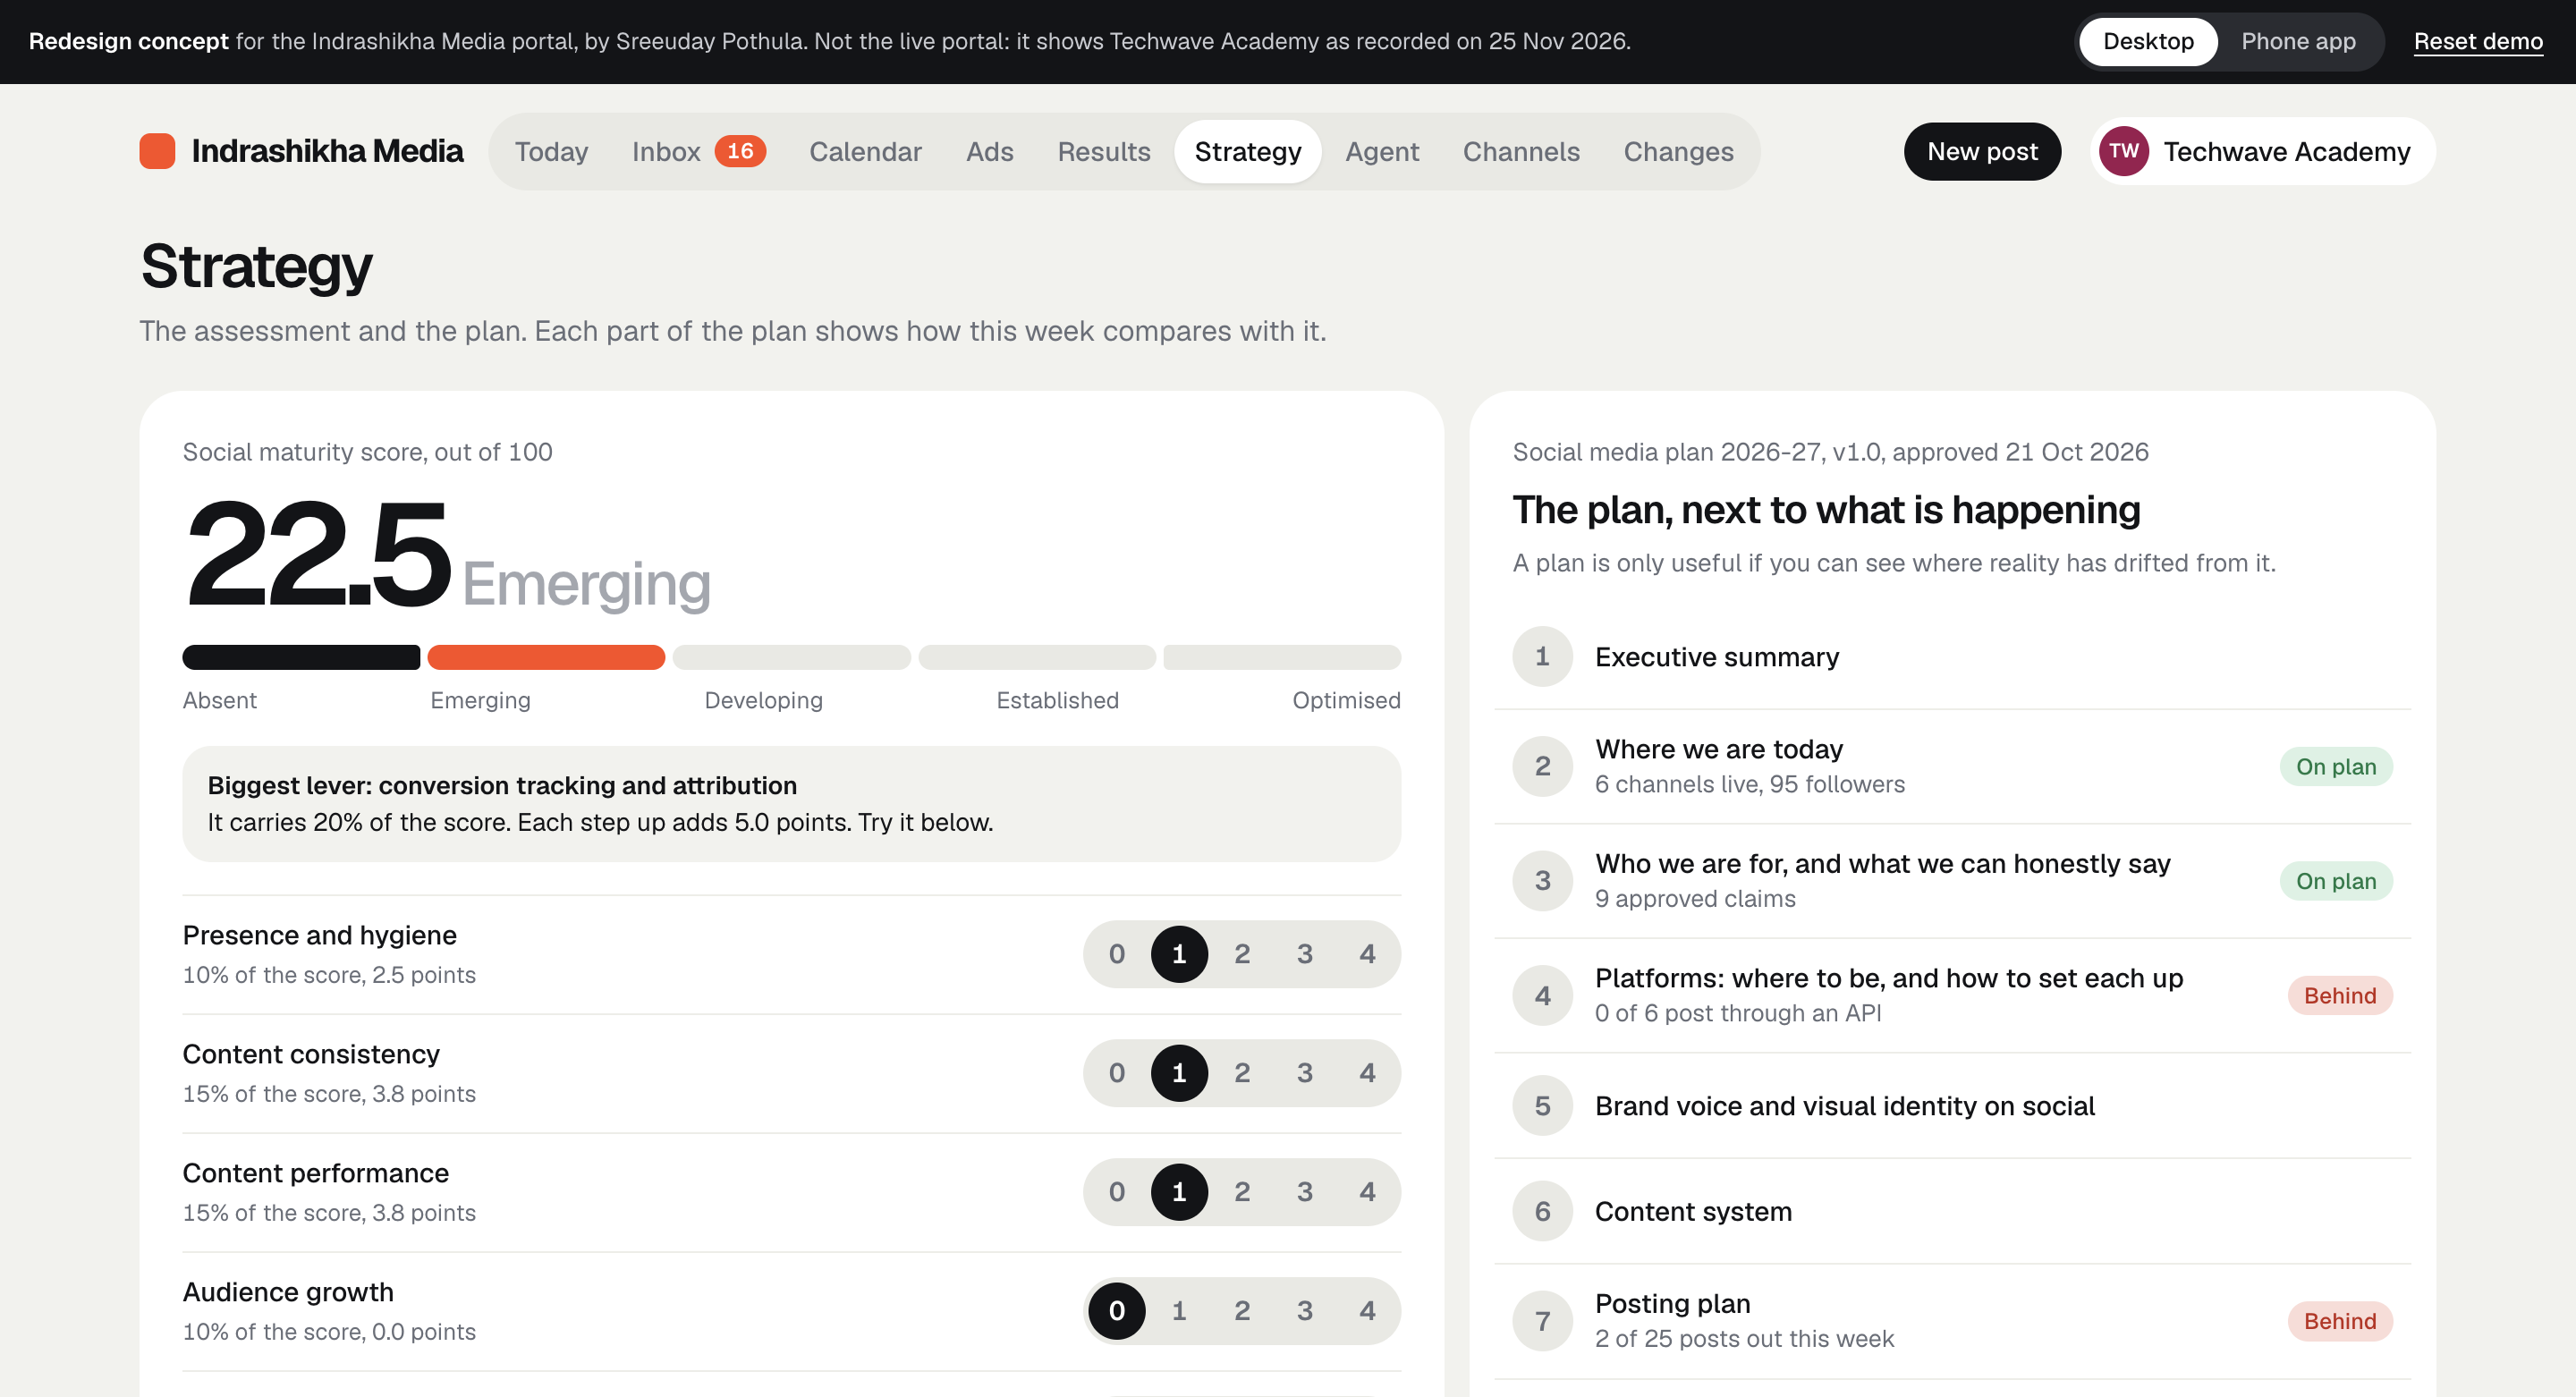 Redesign concept for the Indrashikha Media portal, by Sreeuday Pothula. Not the live portal: it shows Techwave Academy as recorded on 25 Nov 2026.
Desktop
Phone app
Reset demo
Indrashikha Media
Today
Inbox 16
Calendar
Ads
Results
Strategy
Agent
Channels
Changes
New post
TW Techwave Academy
Strategy
The assessment and the plan. Each part of the plan shows how this week compares with it.
Social maturity score, out of 100
22.5 Emerging
Absent
Emerging
Developing
Established
Optimised
Biggest lever: conversion tracking and attribution
It carries 20% of the score. Each step up adds 5.0 points. Try it below.
Presence and hygiene
10% of the score, 2.5 points
0 1 2 3 4
Content consistency
15% of the score, 3.8 points
0 1 2 3 4
Content performance
15% of the score, 3.8 points
0 1 2 3 4
Audience growth
10% of the score, 0.0 points
0 1 2 3 4
Social media plan 2026-27, v1.0, approved 21 Oct 2026
The plan, next to what is happening
A plan is only useful if you can see where reality has drifted from it.
1
Executive summary
2
Where we are today
6 channels live, 95 followers
On plan
3
Who we are for, and what we can honestly say
9 approved claims
On plan
4
Platforms: where to be, and how to set each up
0 of 6 post through an API
Behind
5
Brand voice and visual identity on social
6
Content system
7
Posting plan
2 of 25 posts out this week
Behind